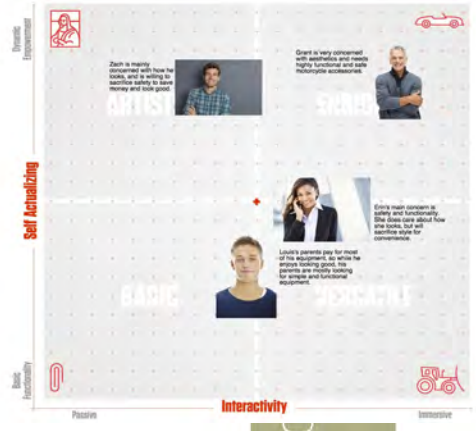 Dynamic
Empowerment
Zach is mainly
concerned with how he
looks, and is willing to
sacrifice safety to save
money and look good.
Grant is very concerned
with aesthetics and needs
highly functional and safe
motorcycle accessories.
ARTIST
Self Actualizing
Erin's main concern is
safety and functionality.
She does care about how
she looks, but will
sacrifice style for
convenience.
Louis's parents pay for most
of his equipment, so while he
enjoys looking good, his
parents are mostly looking
for simple and functional
equipment.
BASIC
VERSATILE
Basic
Functionality
Passive
Interactivity
Immersive